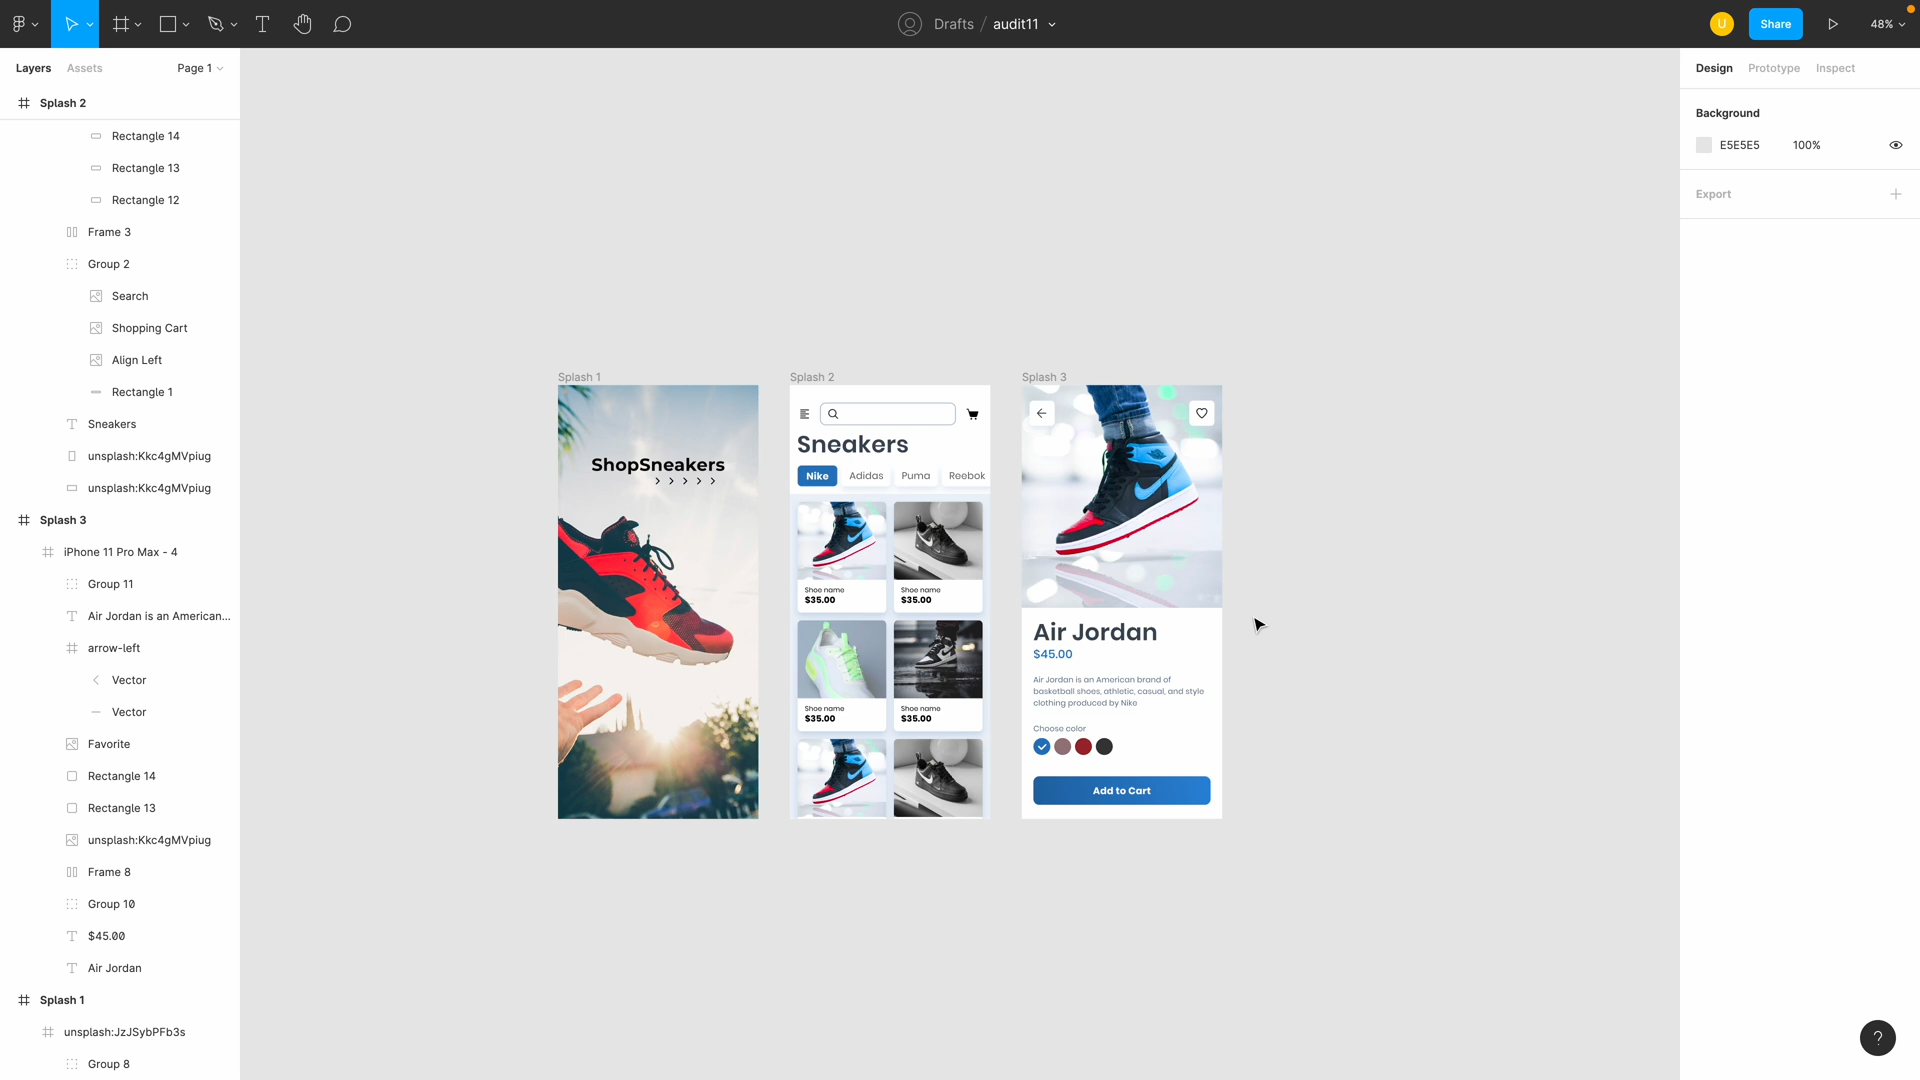 Drafts / audit11
U
Share
48%
Layers
Assets
Page 1
Splash 2
Rectangle 14
Rectangle 13
Rectangle 12
Frame 3
Group 2
Search
Shopping Cart
Align Left
Rectangle 1
Sneakers
unsplash:Kkc4gMVpiug
unsplash:Kkc4gMVpiug
Splash 3
iPhone 11 Pro Max - 4
Group 11
Air Jordan is an American...
arrow-left
Vector
Vector
Favorite
Rectangle 14
Rectangle 13
unsplash:Kkc4gMVpiug
Frame 8
Group 10
$45.00
Air Jordan
Splash 1
unsplash:JzJSybPFb3s
Group 8
Splash 1
ShopSneakers
> > > > >
Splash 2
Sneakers
Nike
Adidas
Puma
Reebok
Shoe name
$35.00
Shoe name
$35.00
Shoe name
$35.00
Shoe name
$35.00
Splash 3
Air Jordan
$45.00
Air Jordan is an American brand of
basketball shoes, athletic, casual, and style
clothing produced by Nike
Choose color
Add to Cart
Design
Prototype
Inspect
Background
E5E5E5
100%
Export
?